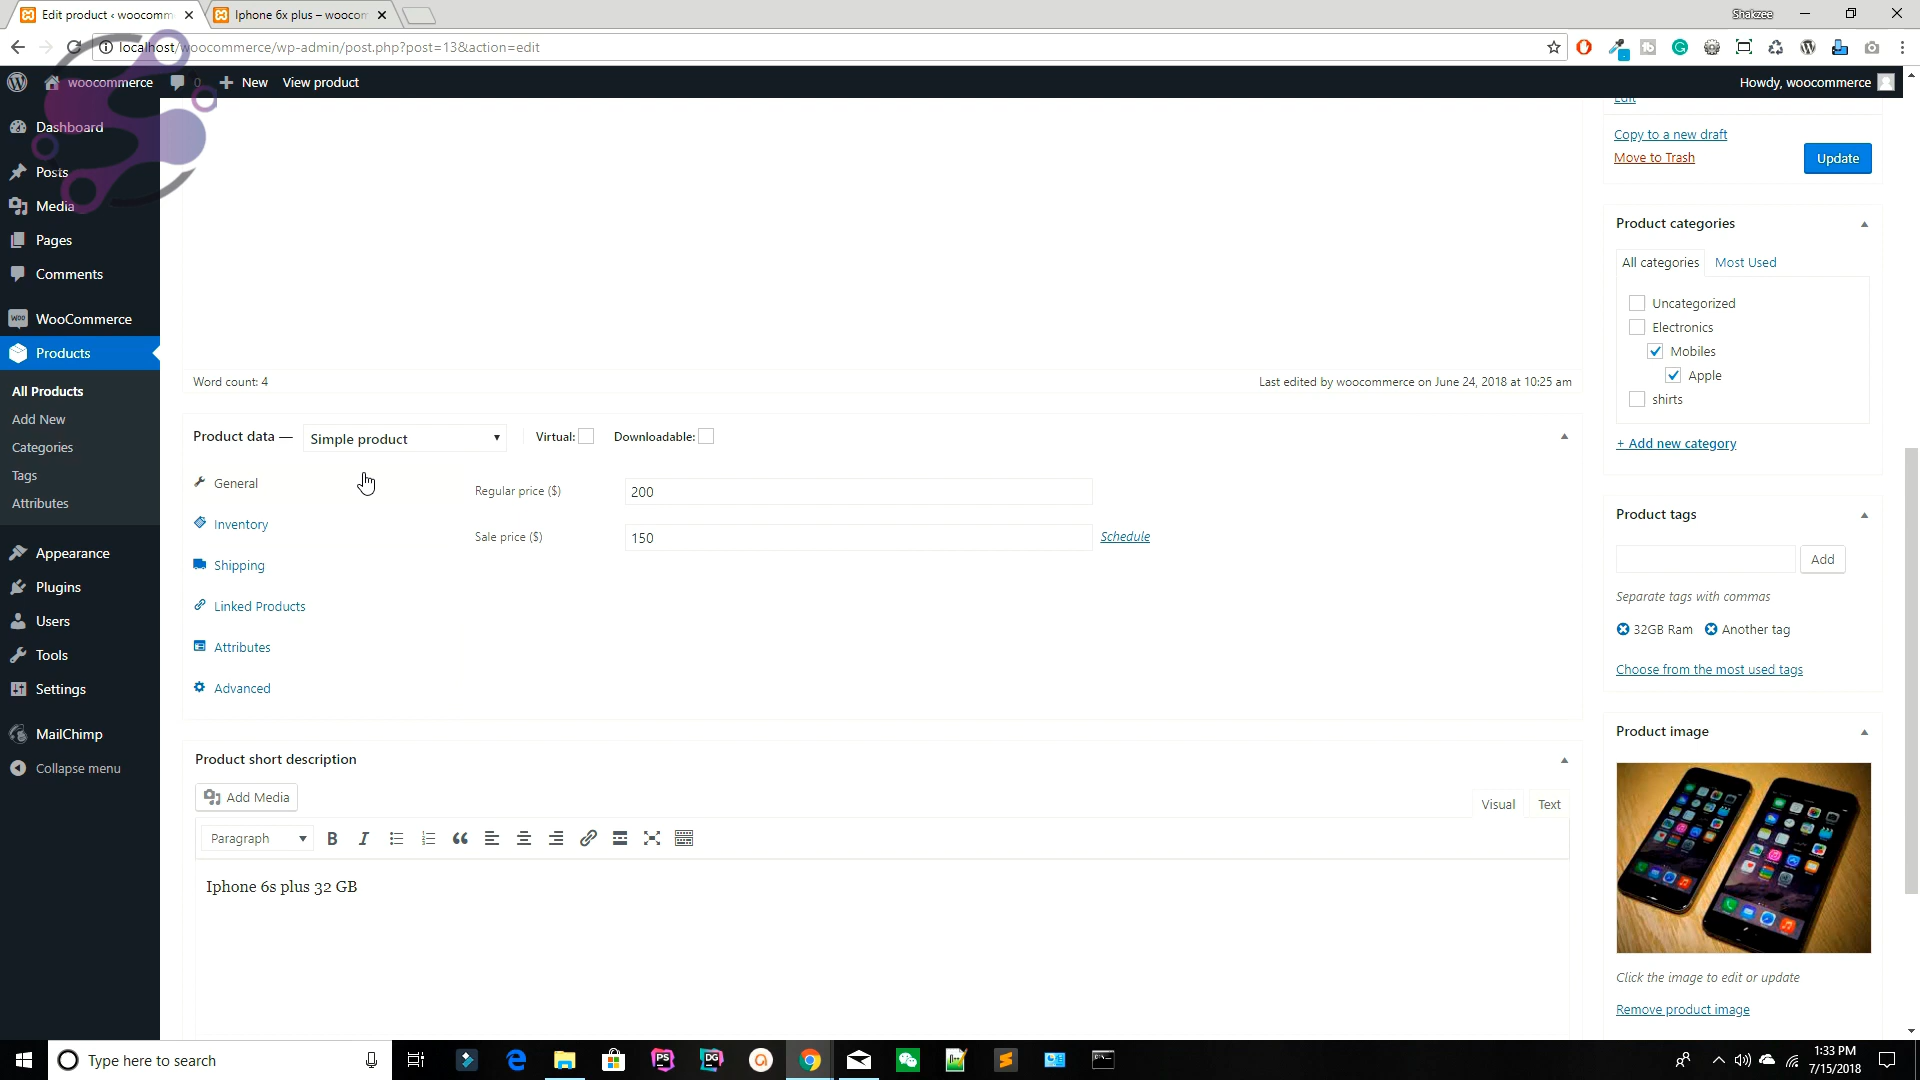 Edit product ‹ woocomm
Iphone 6x plus – woocom
Shakzee
localhost/woocommerce/wp-admin/post.php?post=13&action=edit
woocommerce
0
New
View product
Howdy, woocommerce
Dashboard
Posts
Media
Pages
Comments
WooCommerce
Products
All Products
Add New
Categories
Tags
Attributes
Appearance
Plugins
Users
Tools
Settings
MailChimp
Collapse menu
Word count: 4
Last edited by woocommerce on June 24, 2018 at 10:25 am
Product data —
Simple product
Virtual:
Downloadable:
General
Inventory
Shipping
Linked Products
Attributes
Advanced
Regular price ($)
200
Sale price ($)
150
Schedule
Product short description
Add Media
Visual
Text
Paragraph
Iphone 6s plus 32 GB
Edit
Copy to a new draft
Move to Trash
Update
Product categories
All categories
Most Used
Uncategorized
Electronics
Mobiles
Apple
shirts
+ Add new category
Product tags
Add
Separate tags with commas
32GB Ram
Another tag
Choose from the most used tags
Product image
Click the image to edit or update
Remove product image
Type here to search
1:33 PM
7/15/2018